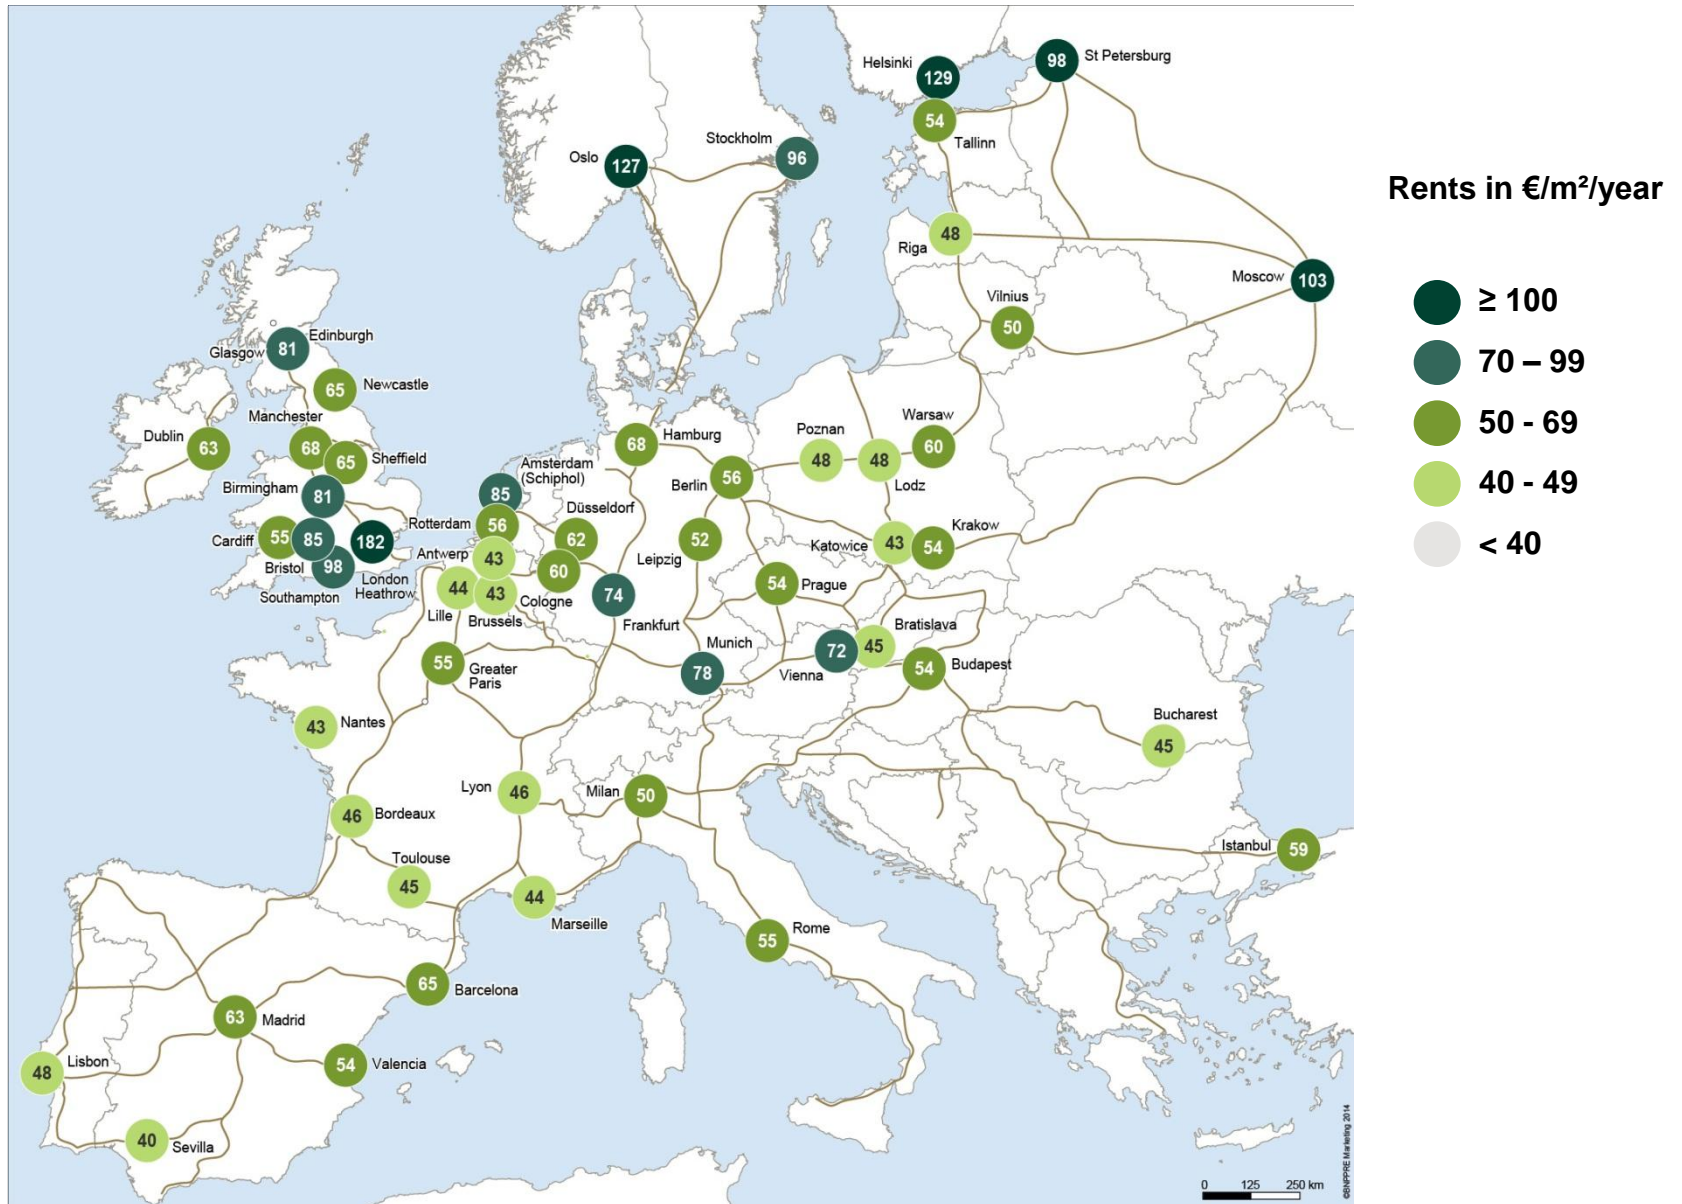 Helsinki
129
98
St Petersburg
54
Tallinn
Stockholm
96
Oslo
127
Rents in €/m²/year
48
Riga
Moscow
103
≥ 100
70 – 99
50 - 69
40 - 49
< 40
Vilnius
50
Edinburgh
Glasgow
81
65
Newcastle
Manchester
68
65
Sheffield
Dublin
63
Birmingham
81
Cardiff
55
85
182
Bristol
98
Southampton
London
Heathrow
68
Hamburg
Amsterdam
(Schiphol)
85
Düsseldorf
Rotterdam
56
62
Antwerp
43
60
Cologne
44
43
Lille
Brussels
74
Frankfurt
Berlin
56
Leipzig
52
Poznan
48
48
Lodz
Warsaw
60
Katowice
43
54
Krakow
54
Prague
Munich
78
Vienna
72
Bratislava
45
54
Budapest
55
Greater
Paris
43
Nantes
Bucharest
45
Lyon
46
Milan
50
46
Bordeaux
Toulouse
45
44
Marseille
Istanbul
59
55
Rome
65
Barcelona
63
Madrid
Lisbon
48
54
Valencia
40
Sevilla
0 125 250 km
©BNPPRE Marketing 2014